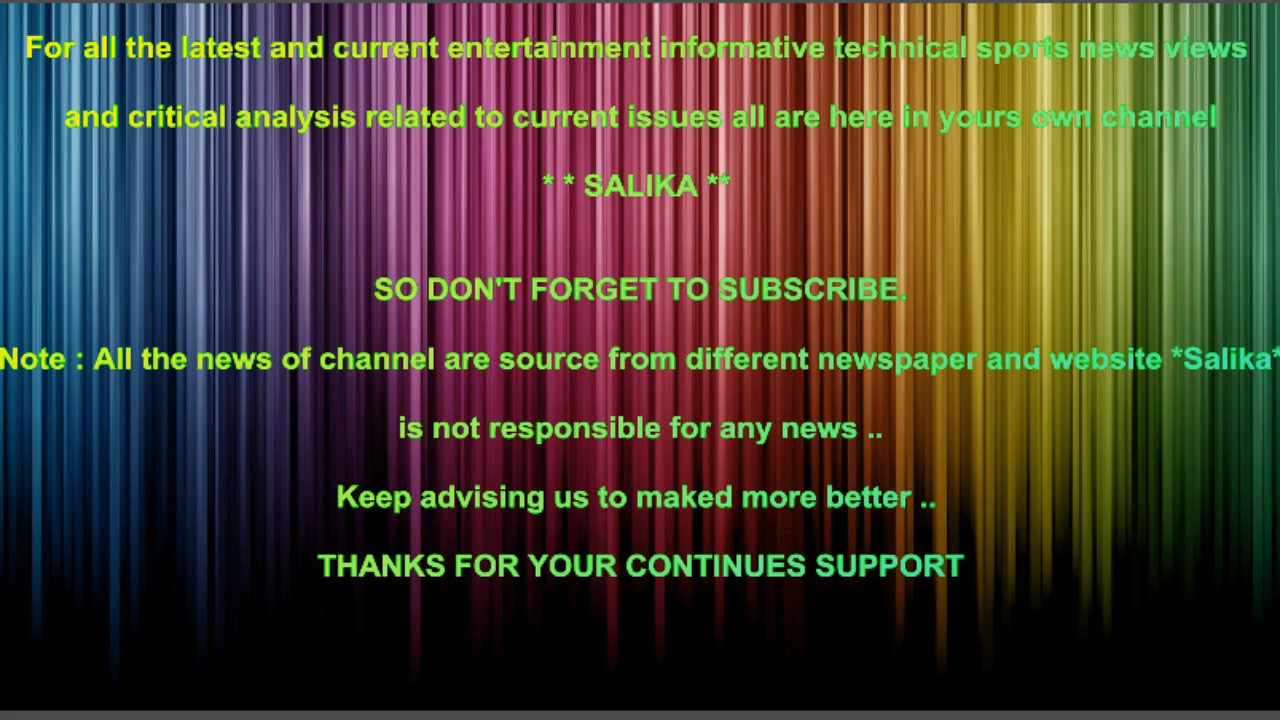 For all the latest and current entertainment informative technical sports news views
and critical analysis related to current issues all are here in yours own channel
* * SALIKA **
SO DON'T FORGET TO SUBSCRIBE.
Note : All the news of channel are source from different newspaper and website *Salika*
is not responsible for any news ..
Keep advising us to maked more better ..
THANKS FOR YOUR CONTINUES SUPPORT